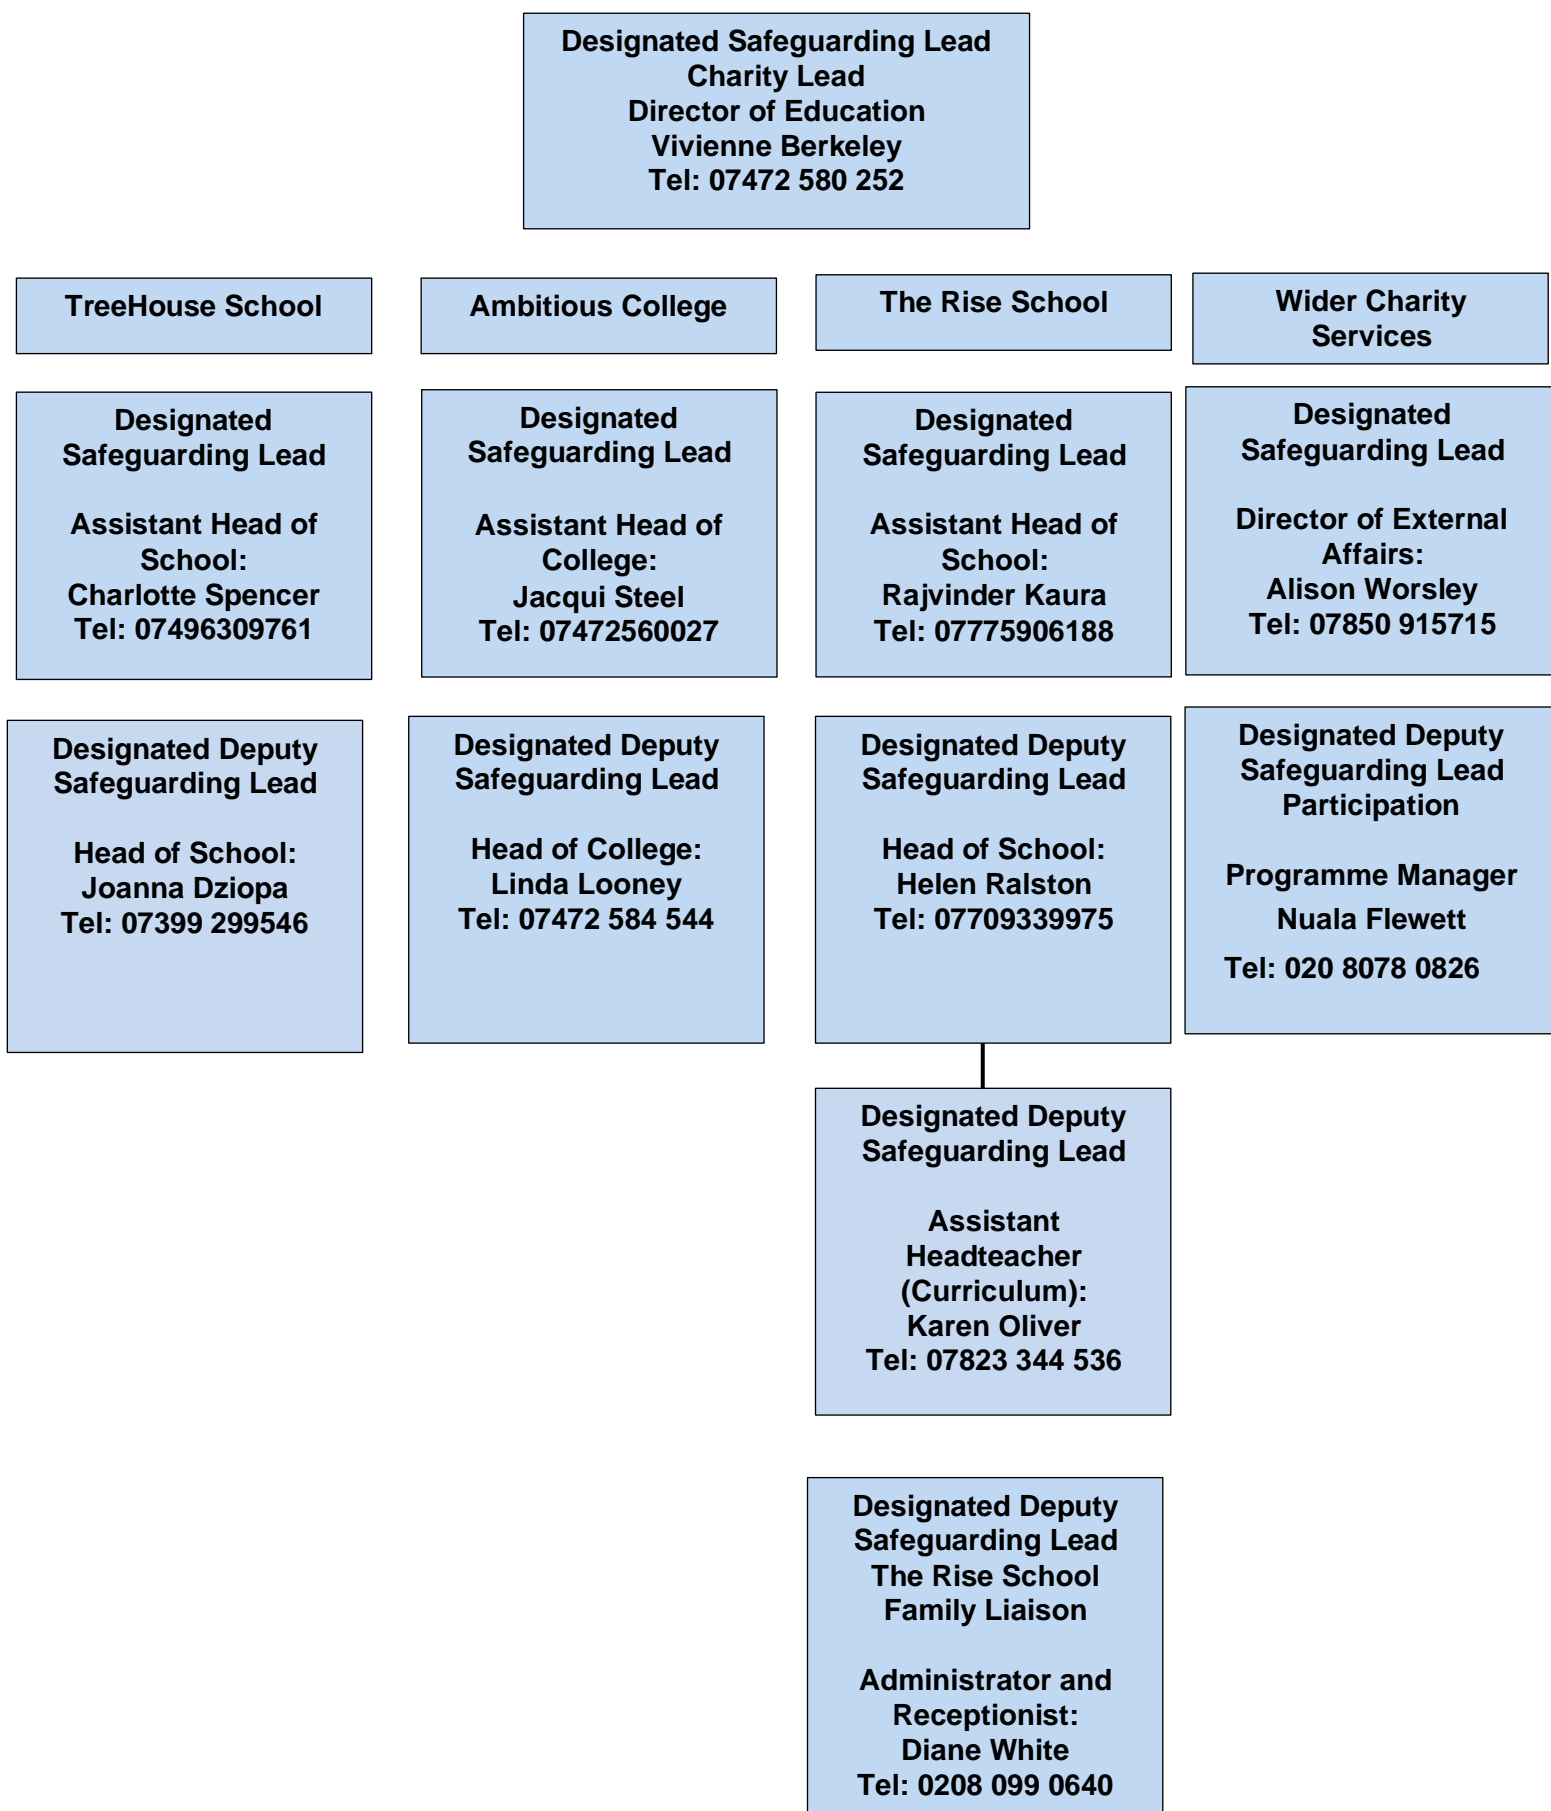 Designated Safeguarding Lead
Charity Lead
Director of Education
Vivienne Berkeley
Tel: 07472 580 252
TreeHouse School
Ambitious College
The Rise School
Wider Charity
Services
Designated
Safeguarding Lead
Assistant Head of
School:
Charlotte Spencer
Tel: 07496309761
Designated
Safeguarding Lead
Assistant Head of
College:
Jacqui Steel
Tel: 07472560027
Designated
Safeguarding Lead
Assistant Head of
School:
Rajvinder Kaura
Tel: 07775906188
Designated
Safeguarding Lead
Director of External
Affairs:
Alison Worsley
Tel: 07850 915715
Designated Deputy
Safeguarding Lead
Head of School:
Joanna Dziopa
Tel: 07399 299546
Designated Deputy
Safeguarding Lead
Head of College:
Linda Looney
Tel: 07472 584 544
Designated Deputy
Safeguarding Lead
Head of School:
Helen Ralston
Tel: 07709339975
Designated Deputy
Safeguarding Lead
Participation
Programme Manager
Nuala Flewett
Tel: 020 8078 0826
Designated Deputy
Safeguarding Lead
Assistant
Headteacher
(Curriculum):
Karen Oliver
Tel: 07823 344 536
Designated Deputy
Safeguarding Lead
The Rise School
Family Liaison
Administrator and
Receptionist:
Diane White
Tel: 0208 099 0640